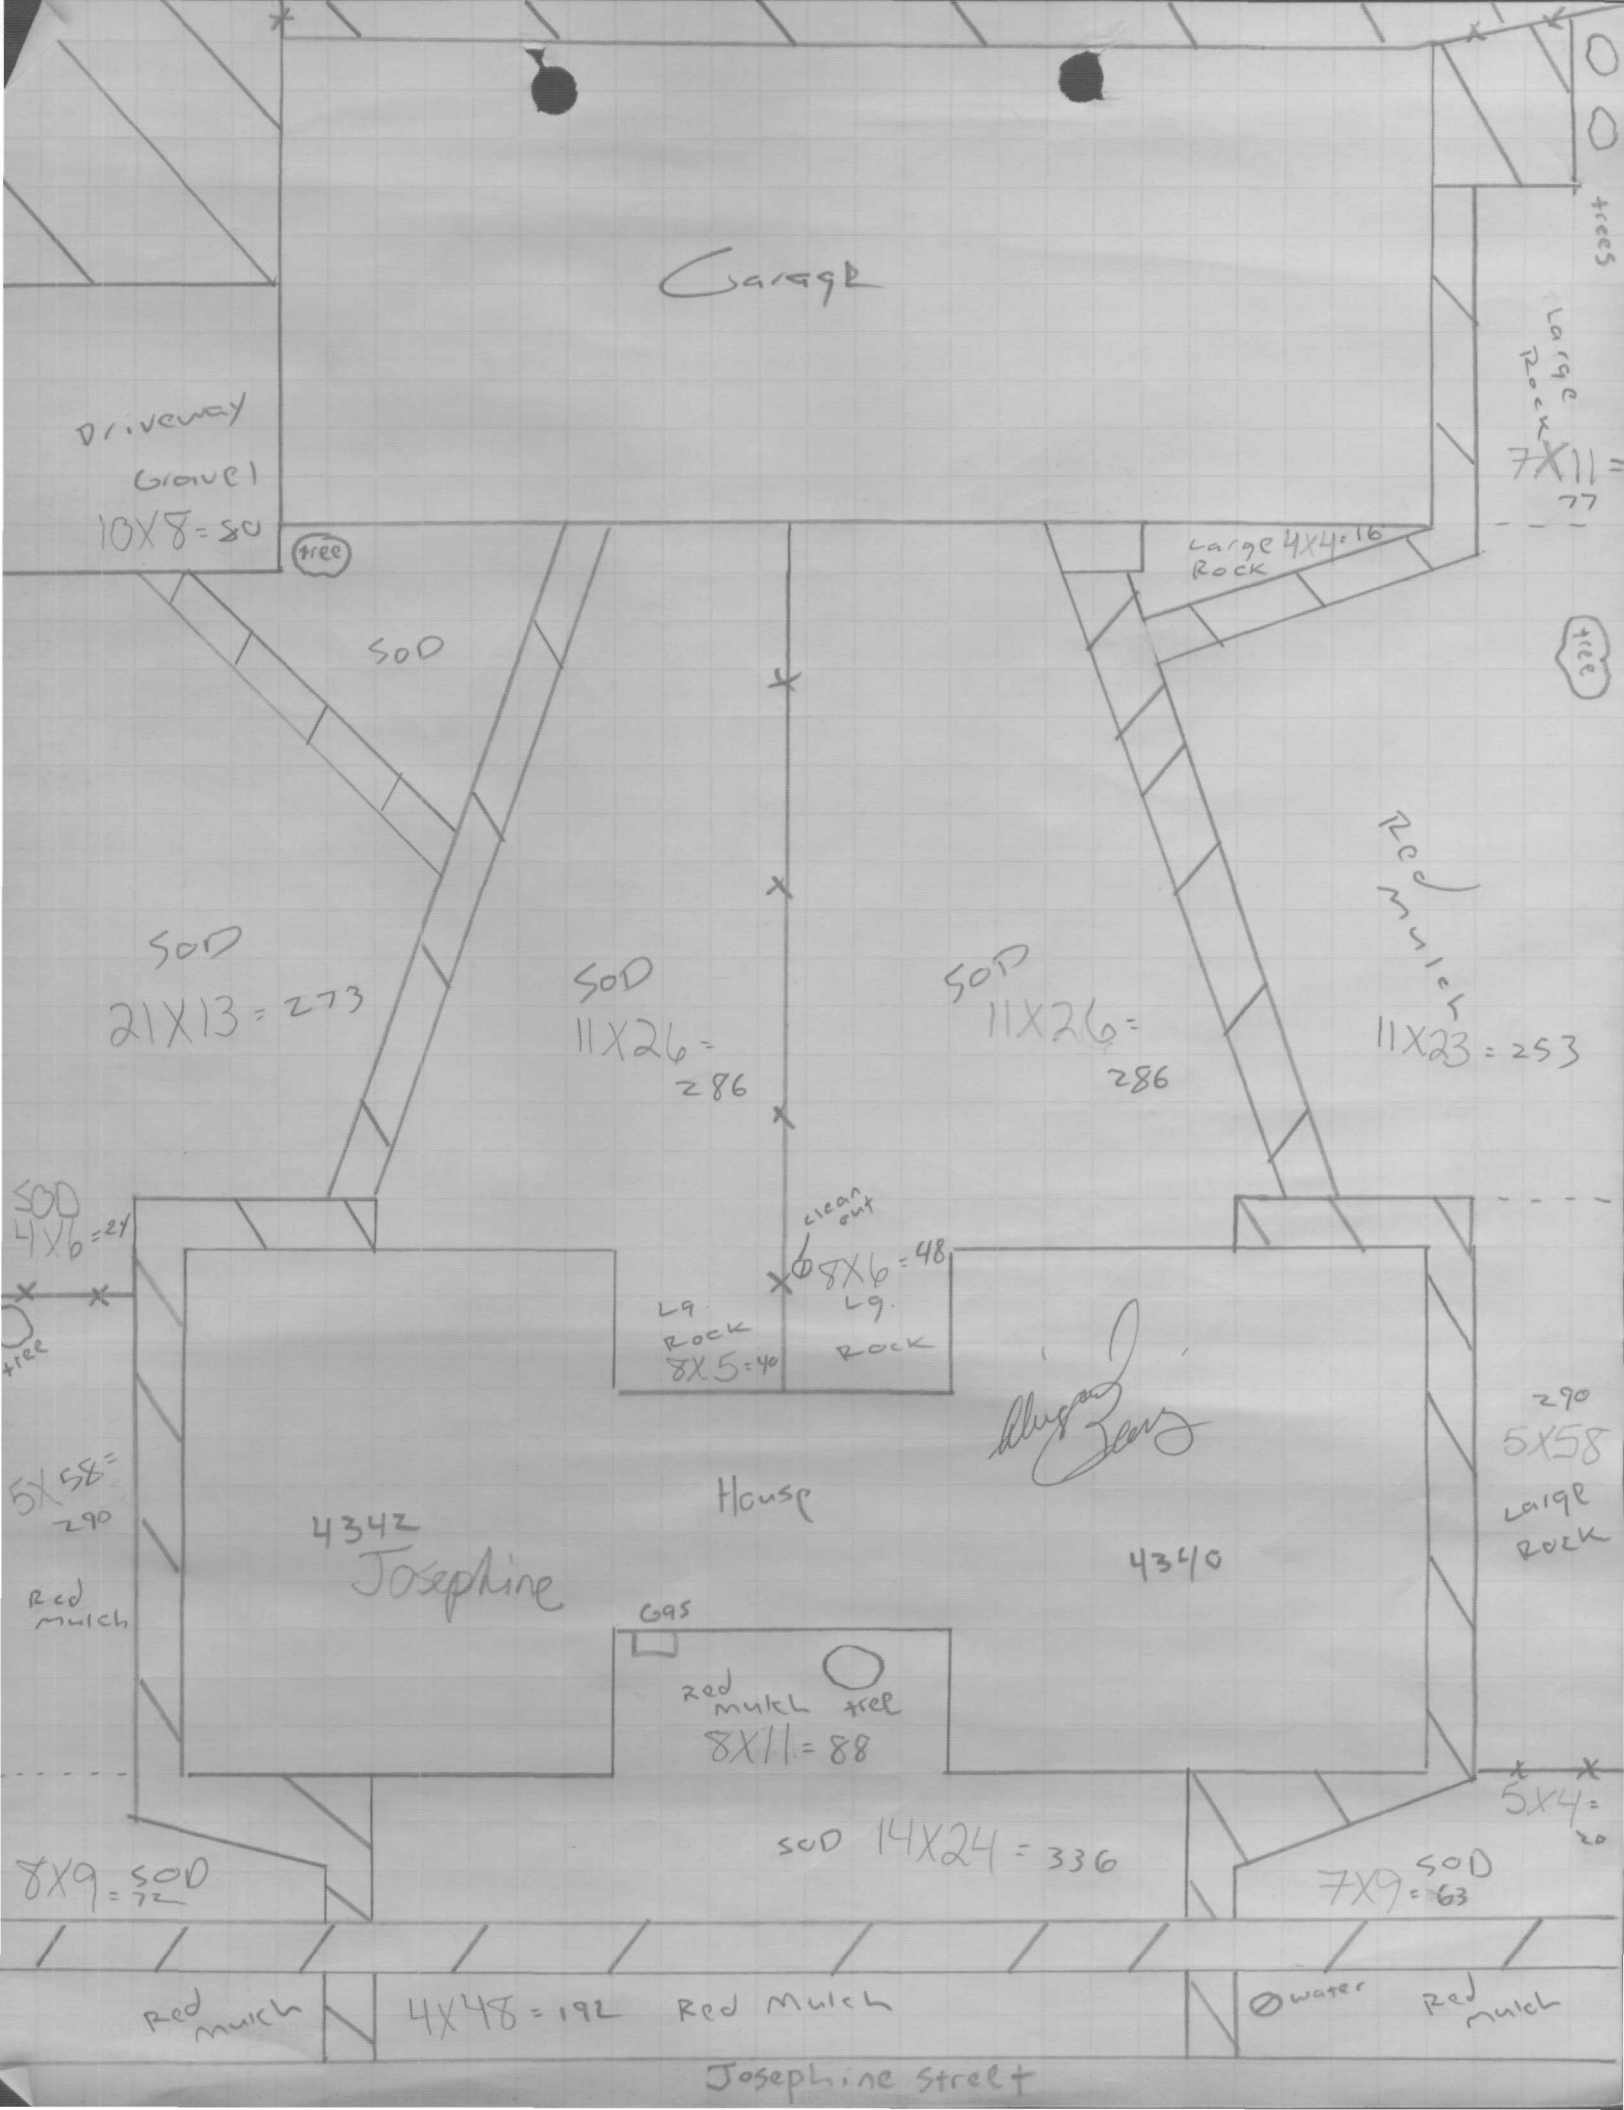 Garage
trees
Large
Rock
7X11 =
77
Driveway
Gravel
10X8 = 80
tree
Large 4X4 = 16
Rock
SOD
tree
Red
Mulch
11X23 = 253
SOD
21X13 = 273
SOD
11X26 =
286
SOD
11X26 =
286
SOD
4X6 = 24
tree
clean
out
8X6 = 48
Lg.
Rock
Lg.
Rock
8X5 = 40
290
5X58
Large
Rock
5X58 =
290
Red
Mulch
House
4342
Josephine
4340
Gas
Red
Mulch tree
8X11 = 88
5X4 =
20
SOD 14X24 = 336
8X9 = SOD
72
SOD
7X9 = 63
Red
Mulch
4X48 = 192 Red Mulch
water
Red
Mulch
Josephine Street